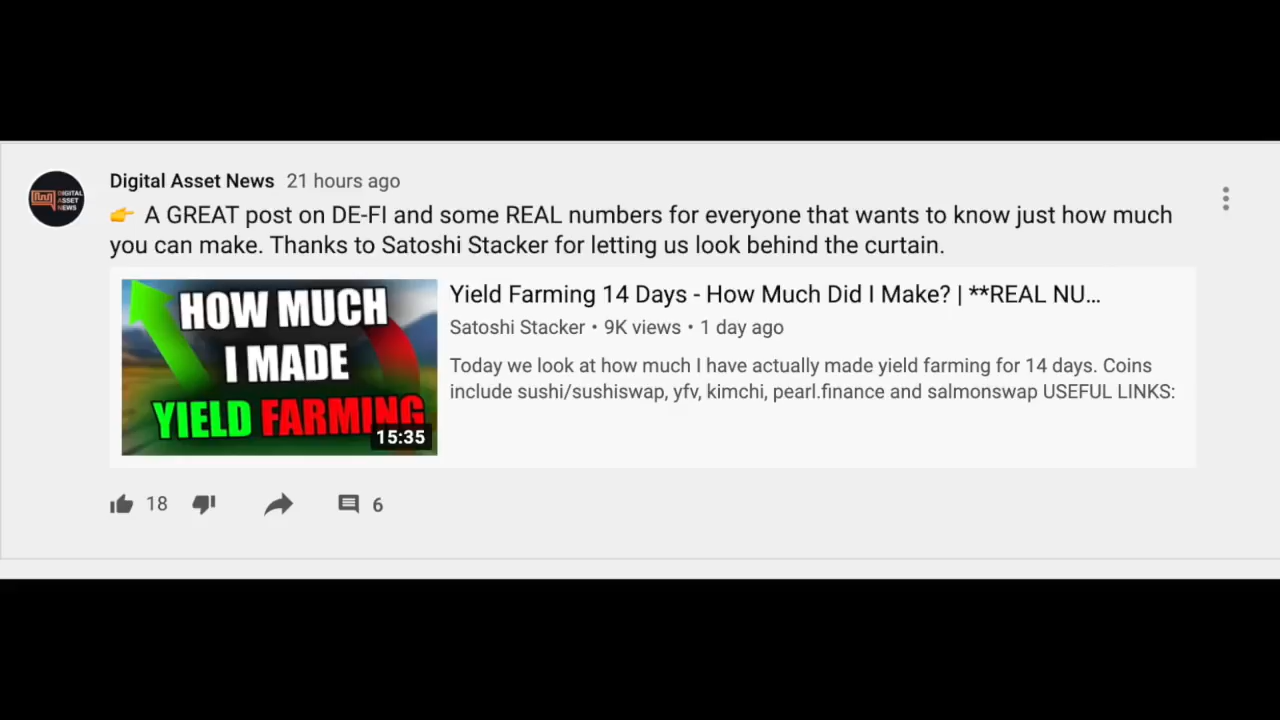 Digital Asset News 21 hours ago
👉 A GREAT post on DE-FI and some REAL numbers for everyone that wants to know just how much
you can make. Thanks to Satoshi Stacker for letting us look behind the curtain.
DIGITAL
ASSET
NEWS
HOW MUCH
I MADE
YIELD FARMING
15:35
Yield Farming 14 Days - How Much Did I Make? | **REAL NU...
Satoshi Stacker • 9K views • 1 day ago
Today we look at how much I have actually made yield farming for 14 days. Coins
include sushi/sushiswap, yfv, kimchi, pearl.finance and salmonswap USEFUL LINKS:
18
6